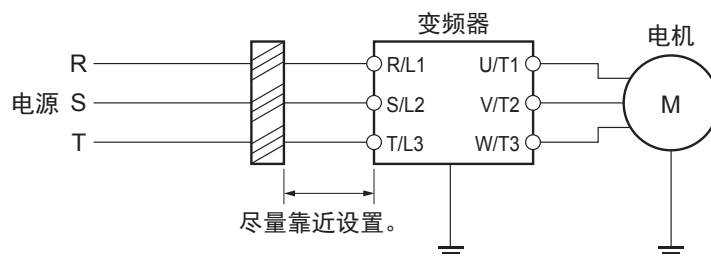 变频器
电机
R
R/L1
U/T1
电源 S
S/L2
V/T2
M
T
T/L3
W/T3
尽量靠近设置。